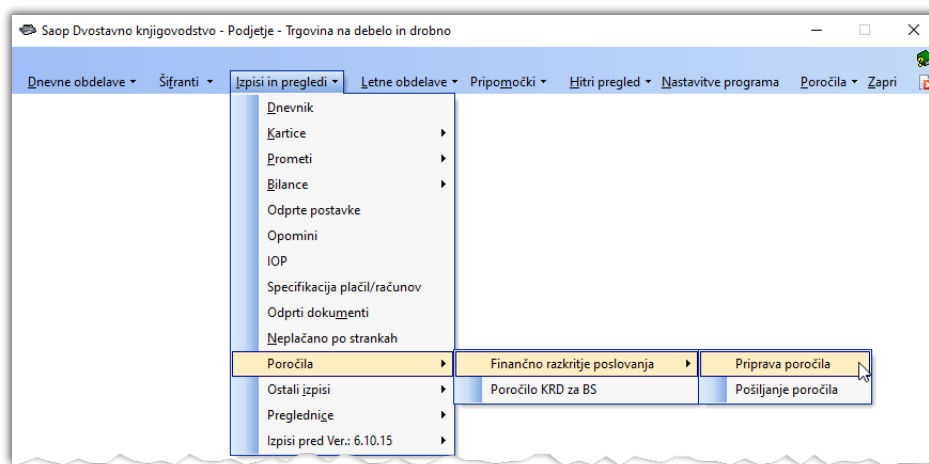 Saop Dvostavno knjigovodstvo - Podjetje - Trgovina na debelo in drobno
Dnevne obdelave Šifranti Izpisi in pregledi Letne obdelave Pripomočki Hitri pregled Nastavitve programa Poročila Zapri
Dnevnik
Kartice
Prometi
Bilance
Odprte postavke
Opomini
IOP
Specifikacija plačil/računov
Odprti dokumenti
Neplačano po strankah
Poročila Finančno razkritje poslovanja Priprava poročila
Ostali izpisi Poročilo KRD za BS Pošiljanje poročila
Preglednice
Izpisi pred Ver.: 6.10.15